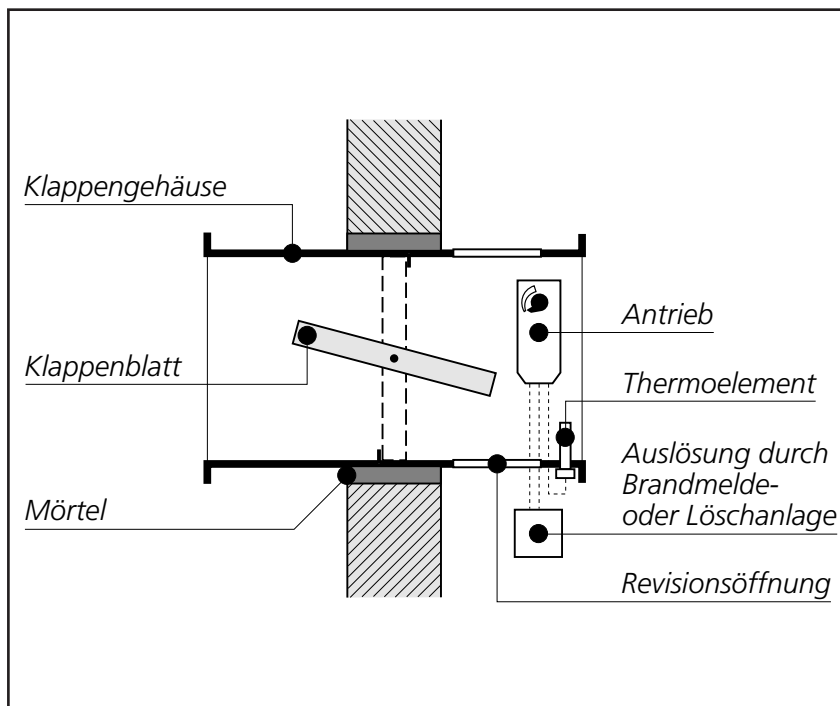 Klappengehäuse
Klappenblatt
Mörtel
Antrieb
Thermoelement
Auslösung durch
Brandmelde-
oder Löschanlage
Revisionsöffnung